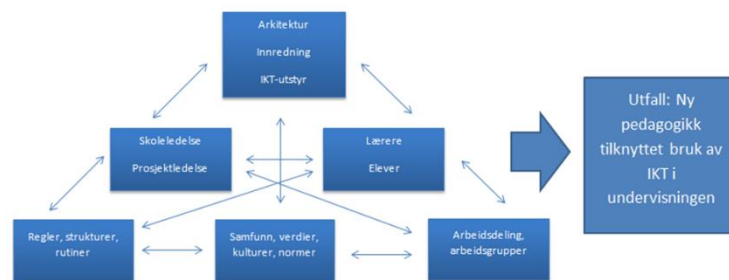 Arkitektur
Innredning
IKT-utstyr
Skoleledelse
Prosjektledelse
Lærere
Elever
Regler, strukturer,
rutiner
Samfunn, verdier,
kulturer, normer
Arbeidsdeling,
arbeidsgrupper
Utfall: Ny
pedagogikk
tilknyttet bruk av
IKT i
undervisningen